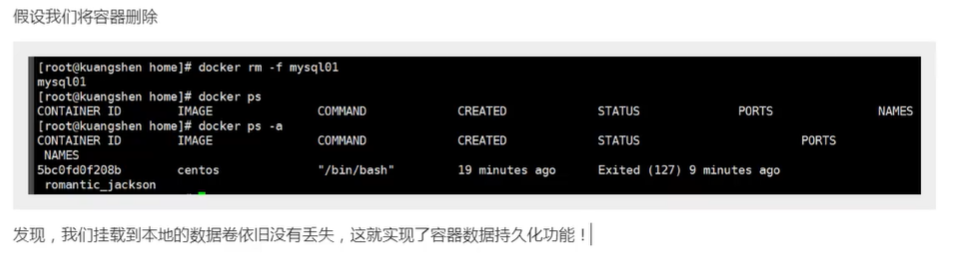 假设我们将容器删除
[root@kuangshen home]# docker rm -f mysql01
mysql01
[root@kuangshen home]# docker ps
CONTAINER ID IMAGE COMMAND CREATED STATUS PORTS NAMES
[root@kuangshen home]# docker ps -a
CONTAINER ID IMAGE COMMAND CREATED STATUS PORTS
NAMES
5bc0fd0f208b centos "/bin/bash" 19 minutes ago Exited (127) 9 minutes ago
romantic_jackson
发现，我们挂载到本地的数据卷依旧没有丢失，这就实现了容器数据持久化功能！